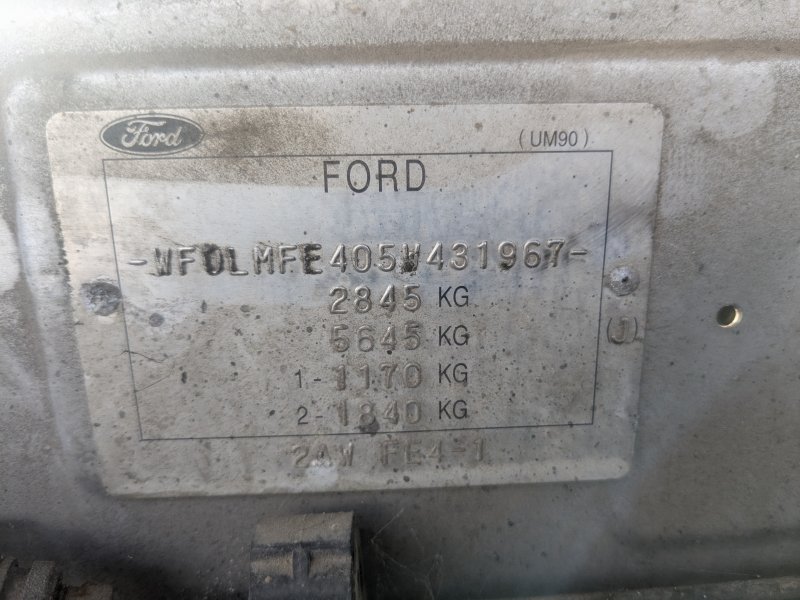 Ford
(UM90)
FORD
-WF0LMFE405W431967-
2845 KG
5645 KG
(J)
1-1170 KG
2-1840 KG
2AW FE4-1